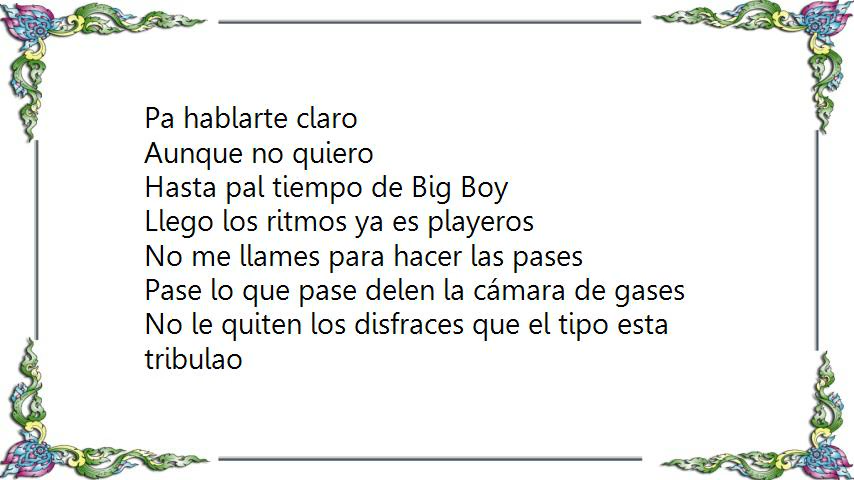 Pa hablarte claro
Aunque no quiero
Hasta pal tiempo de Big Boy
Llego los ritmos ya es playeros
No me llames para hacer las pases
Pase lo que pase delen la cámara de gases
No le quiten los disfraces que el tipo esta
tribulao